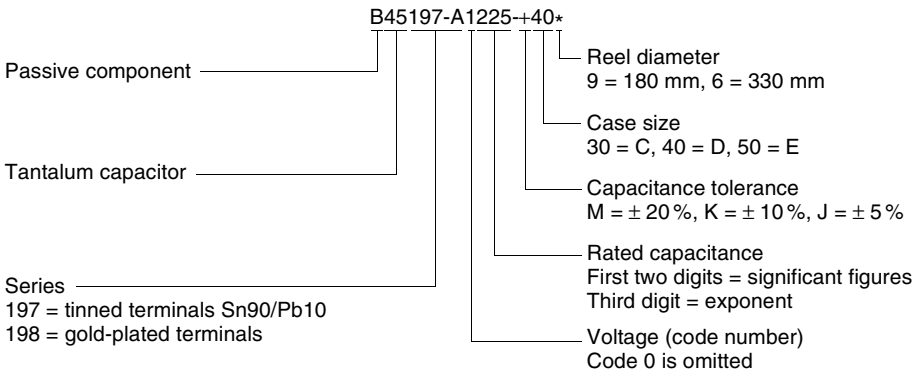 B45197-A1225-+40*
Reel diameter
9 = 180 mm, 6 = 330 mm
Passive component
Case size
30 = C, 40 = D, 50 = E
Tantalum capacitor
Capacitance tolerance
M = ± 20 %, K = ± 10 %, J = ± 5 %
Rated capacitance
First two digits = significant figures
Third digit = exponent
Series
197 = tinned terminals Sn90/Pb10
198 = gold-plated terminals
Voltage (code number)
Code 0 is omitted